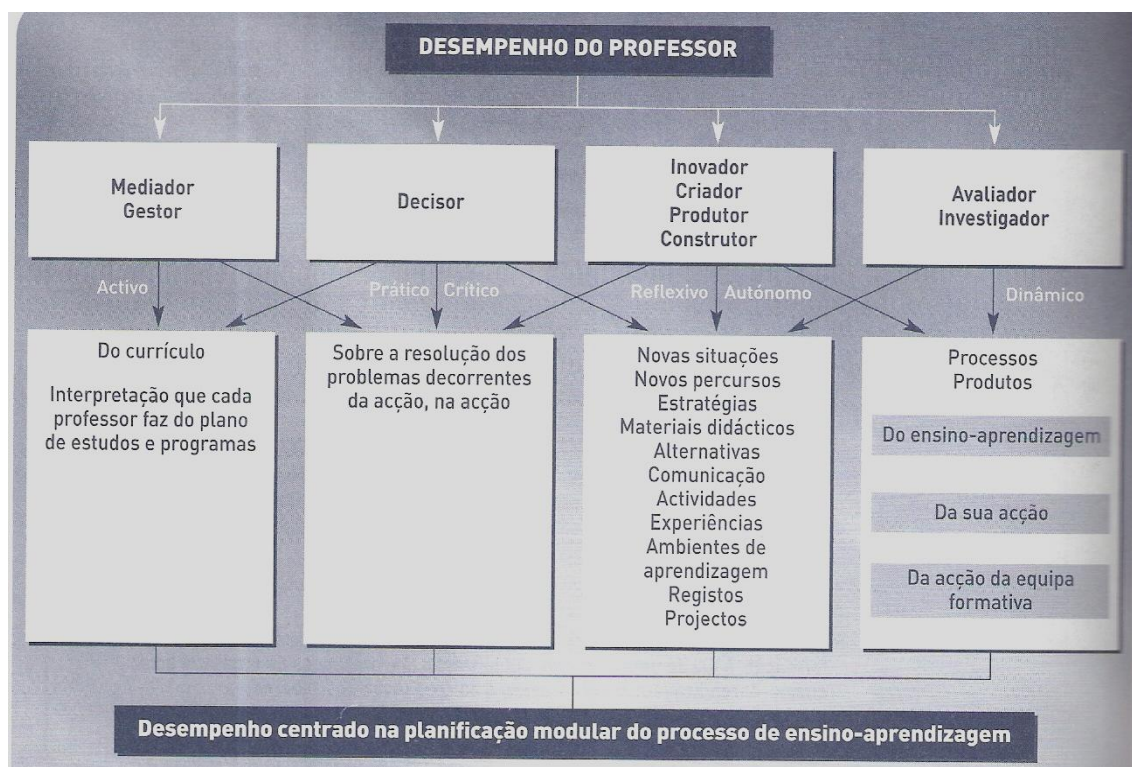 DESEMPENHO DO PROFESSOR
Mediador
Gestor
Decisor
Inovador
Criador
Produtor
Construtor
Avaliador
Investigador
Activo
Prático
Crítico
Reflexivo
Autónomo
Dinâmico
Do currículo
Interpretação que cada
professor faz do plano
de estudos e programas
Sobre a resolução dos
problemas decorrentes
da acção, na acção
Novas situações
Novos percursos
Estratégias
Materiais didácticos
Alternativas
Comunicação
Actividades
Experiências
Ambientes de
aprendizagem
Registos
Projectos
Processos
Produtos
Do ensino-aprendizagem
Da sua acção
Da acção da equipa
formativa
Desempenho centrado na planificação modular do processo de ensino-aprendizagem